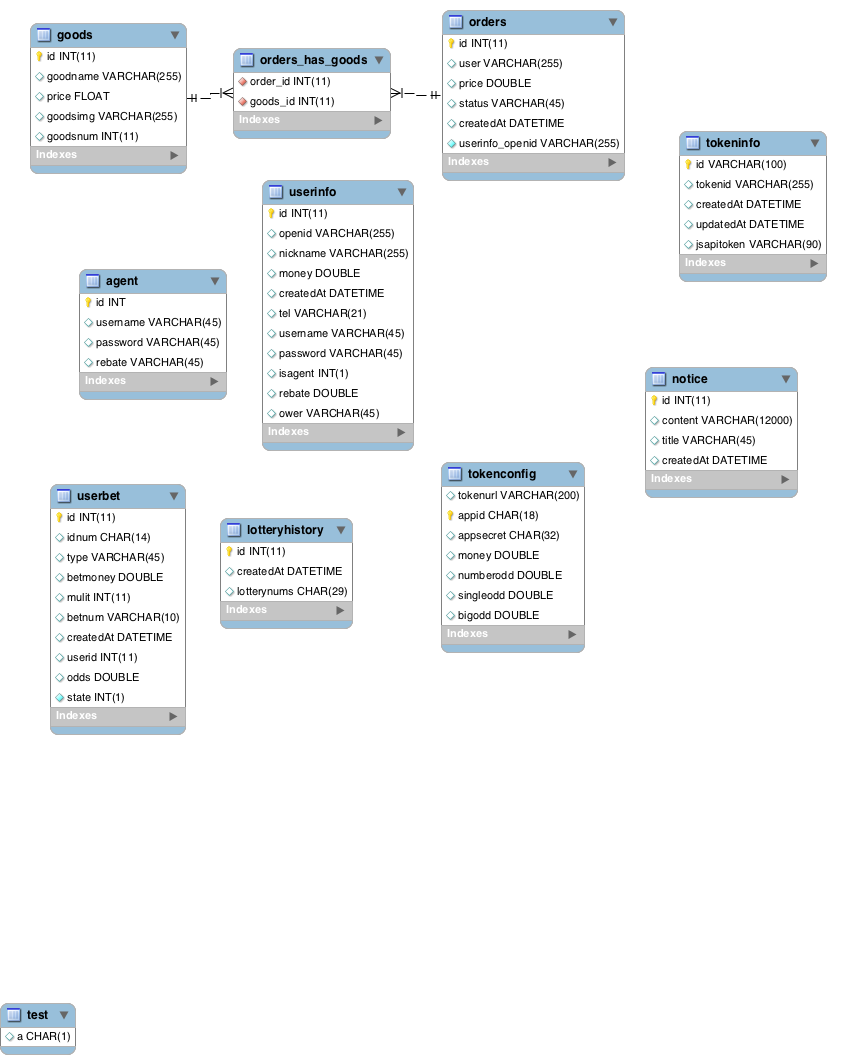 goods
id INT(11)
goodname VARCHAR(255)
price FLOAT
goodsimg VARCHAR(255)
goodsnum INT(11)
Indexes
orders_has_goods
order_id INT(11)
goods_id INT(11)
Indexes
orders
id INT(11)
user VARCHAR(255)
price DOUBLE
status VARCHAR(45)
createdAt DATETIME
userinfo_openid VARCHAR(255)
Indexes
tokeninfo
id VARCHAR(100)
tokenid VARCHAR(255)
createdAt DATETIME
updatedAt DATETIME
jsapitoken VARCHAR(90)
Indexes
userinfo
id INT(11)
openid VARCHAR(255)
nickname VARCHAR(255)
money DOUBLE
createdAt DATETIME
tel VARCHAR(21)
username VARCHAR(45)
password VARCHAR(45)
isagent INT(1)
rebate DOUBLE
ower VARCHAR(45)
Indexes
agent
id INT
username VARCHAR(45)
password VARCHAR(45)
rebate VARCHAR(45)
Indexes
notice
id INT(11)
content VARCHAR(12000)
title VARCHAR(45)
createdAt DATETIME
Indexes
userbet
id INT(11)
idnum CHAR(14)
type VARCHAR(45)
betmoney DOUBLE
mulit INT(11)
betnum VARCHAR(10)
createdAt DATETIME
userid INT(11)
odds DOUBLE
state INT(1)
Indexes
lotteryhistory
id INT(11)
createdAt DATETIME
lotterynums CHAR(29)
Indexes
tokenconfig
tokenurl VARCHAR(200)
appid CHAR(18)
appsecret CHAR(32)
money DOUBLE
numberodd DOUBLE
singleodd DOUBLE
bigodd DOUBLE
Indexes
test
a CHAR(1)